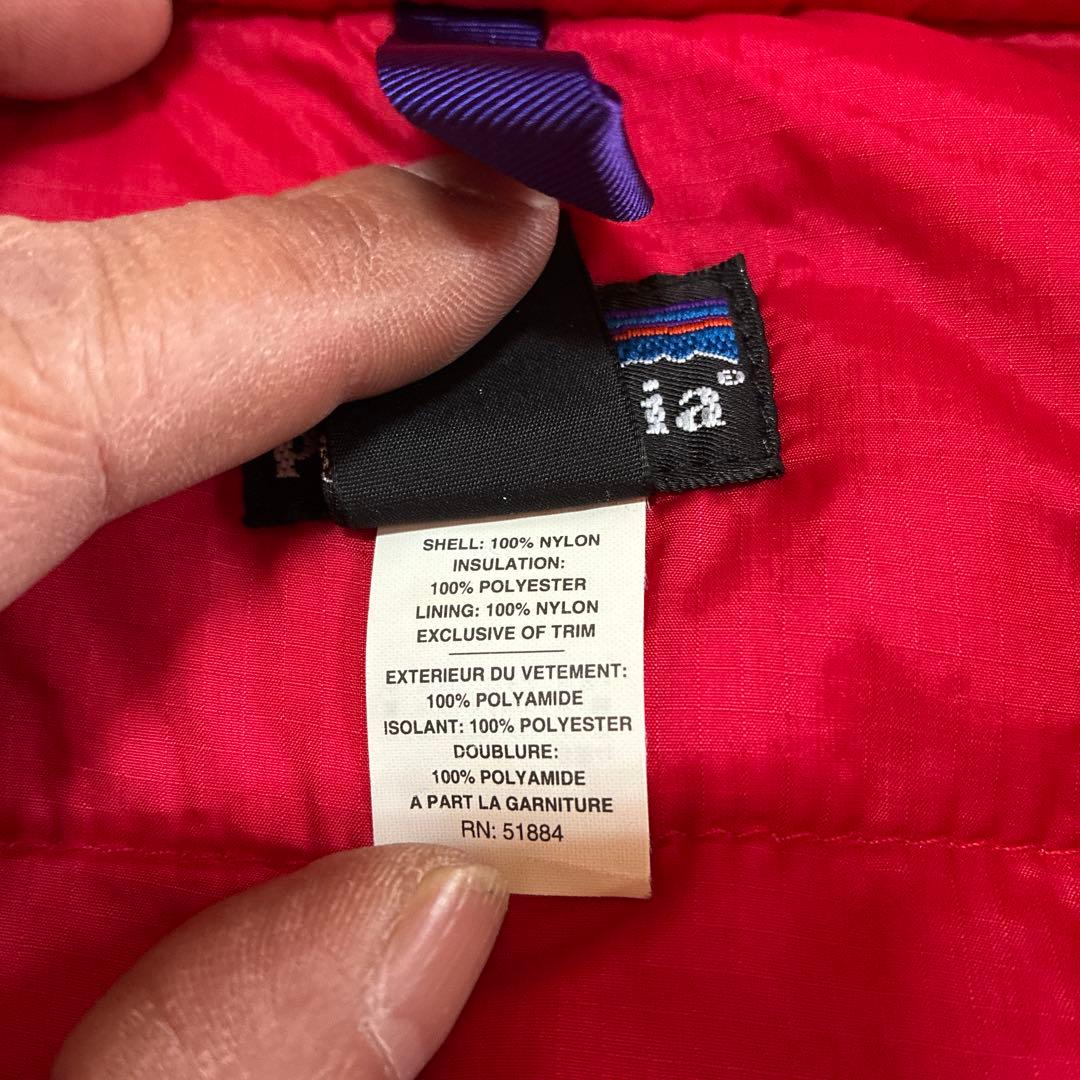 ia®
SHELL: 100% NYLON
INSULATION:
100% POLYESTER
LINING: 100% NYLON
EXCLUSIVE OF TRIM
EXTERIEUR DU VETEMENT:
100% POLYAMIDE
ISOLANT: 100% POLYESTER
DOUBLURE:
100% POLYAMIDE
A PART LA GARNITURE
RN: 51884